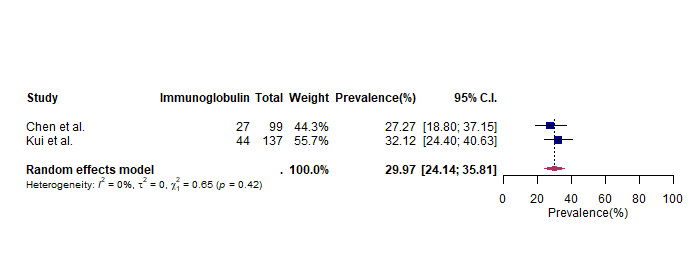 Study Immunoglobulin Total Weight Prevalence(%) 95% C.I.
Chen et al. 27 99 44.3% 27.27 [18.80; 37.15]
Kui et al. 44 137 55.7% 32.12 [24.40; 40.63]
Random effects model . 100.0% 29.97 [24.14; 35.81]
Heterogeneity: I² = 0%, τ² = 0, χ²₁ = 0.65 (p = 0.42)
0 20 40 60 80 100
Prevalence(%)